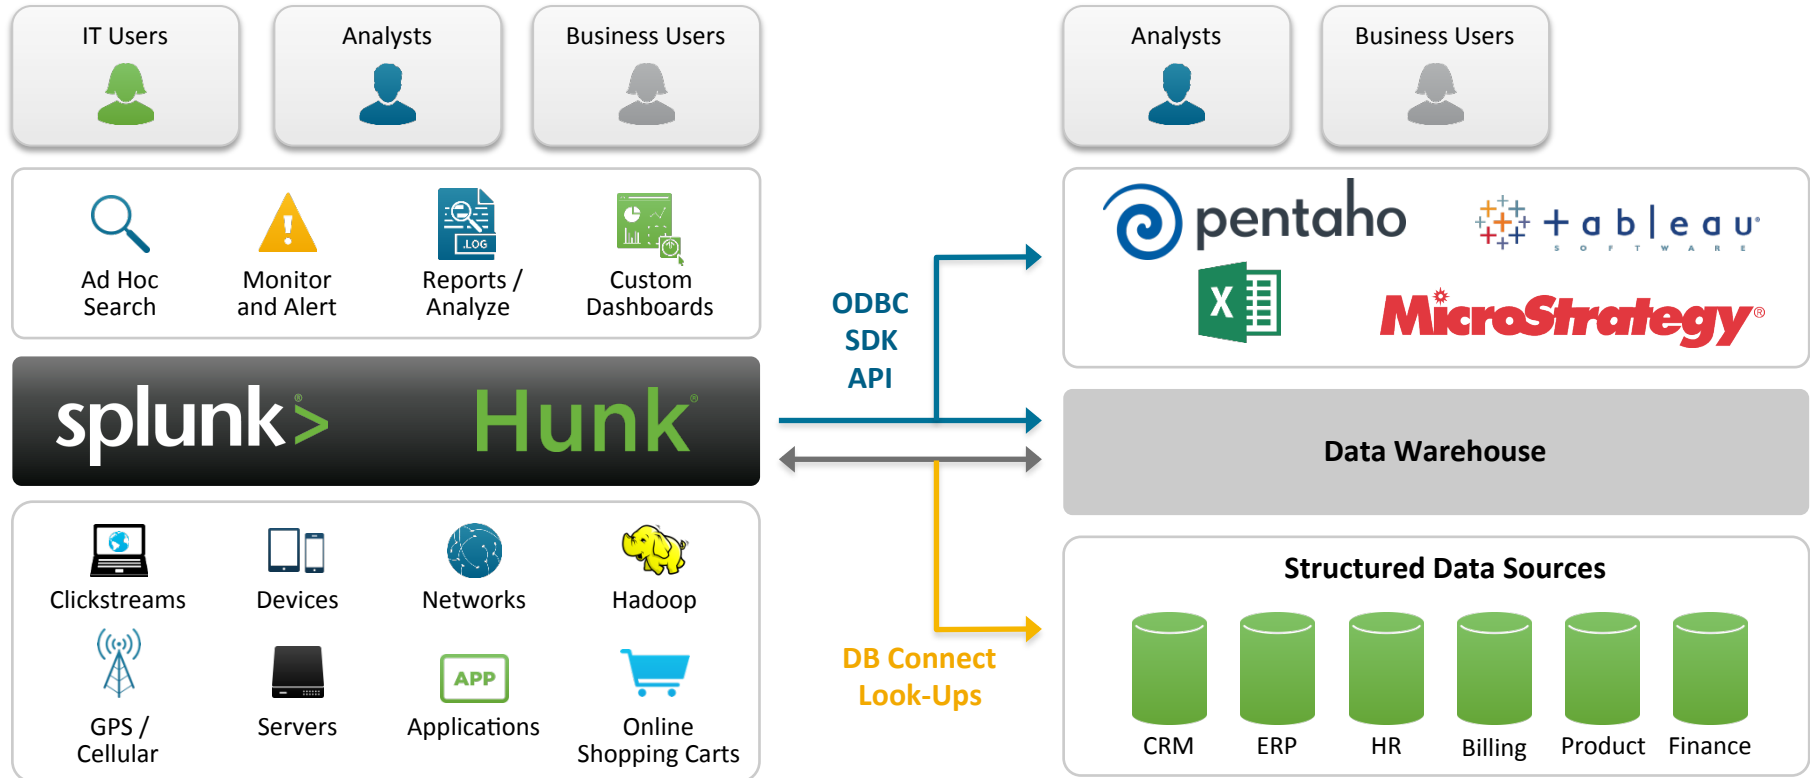 IT Users
Analysts
Business Users
Analysts
Business Users
Ad Hoc
Search
Monitor
and Alert
.LOG
Reports /
Analyze
Custom
Dashboards
ODBC
SDK
API
pentaho
+ a b l e a u®
S O F T W A R E
X
MicroStrategy®
splunk>®
Hunk®
Data Warehouse
Clickstreams
Devices
Networks
Hadoop
GPS /
Cellular
Servers
APP
Applications
Online
Shopping Carts
DB Connect
Look-Ups
Structured Data Sources
CRM
ERP
HR
Billing
Product
Finance